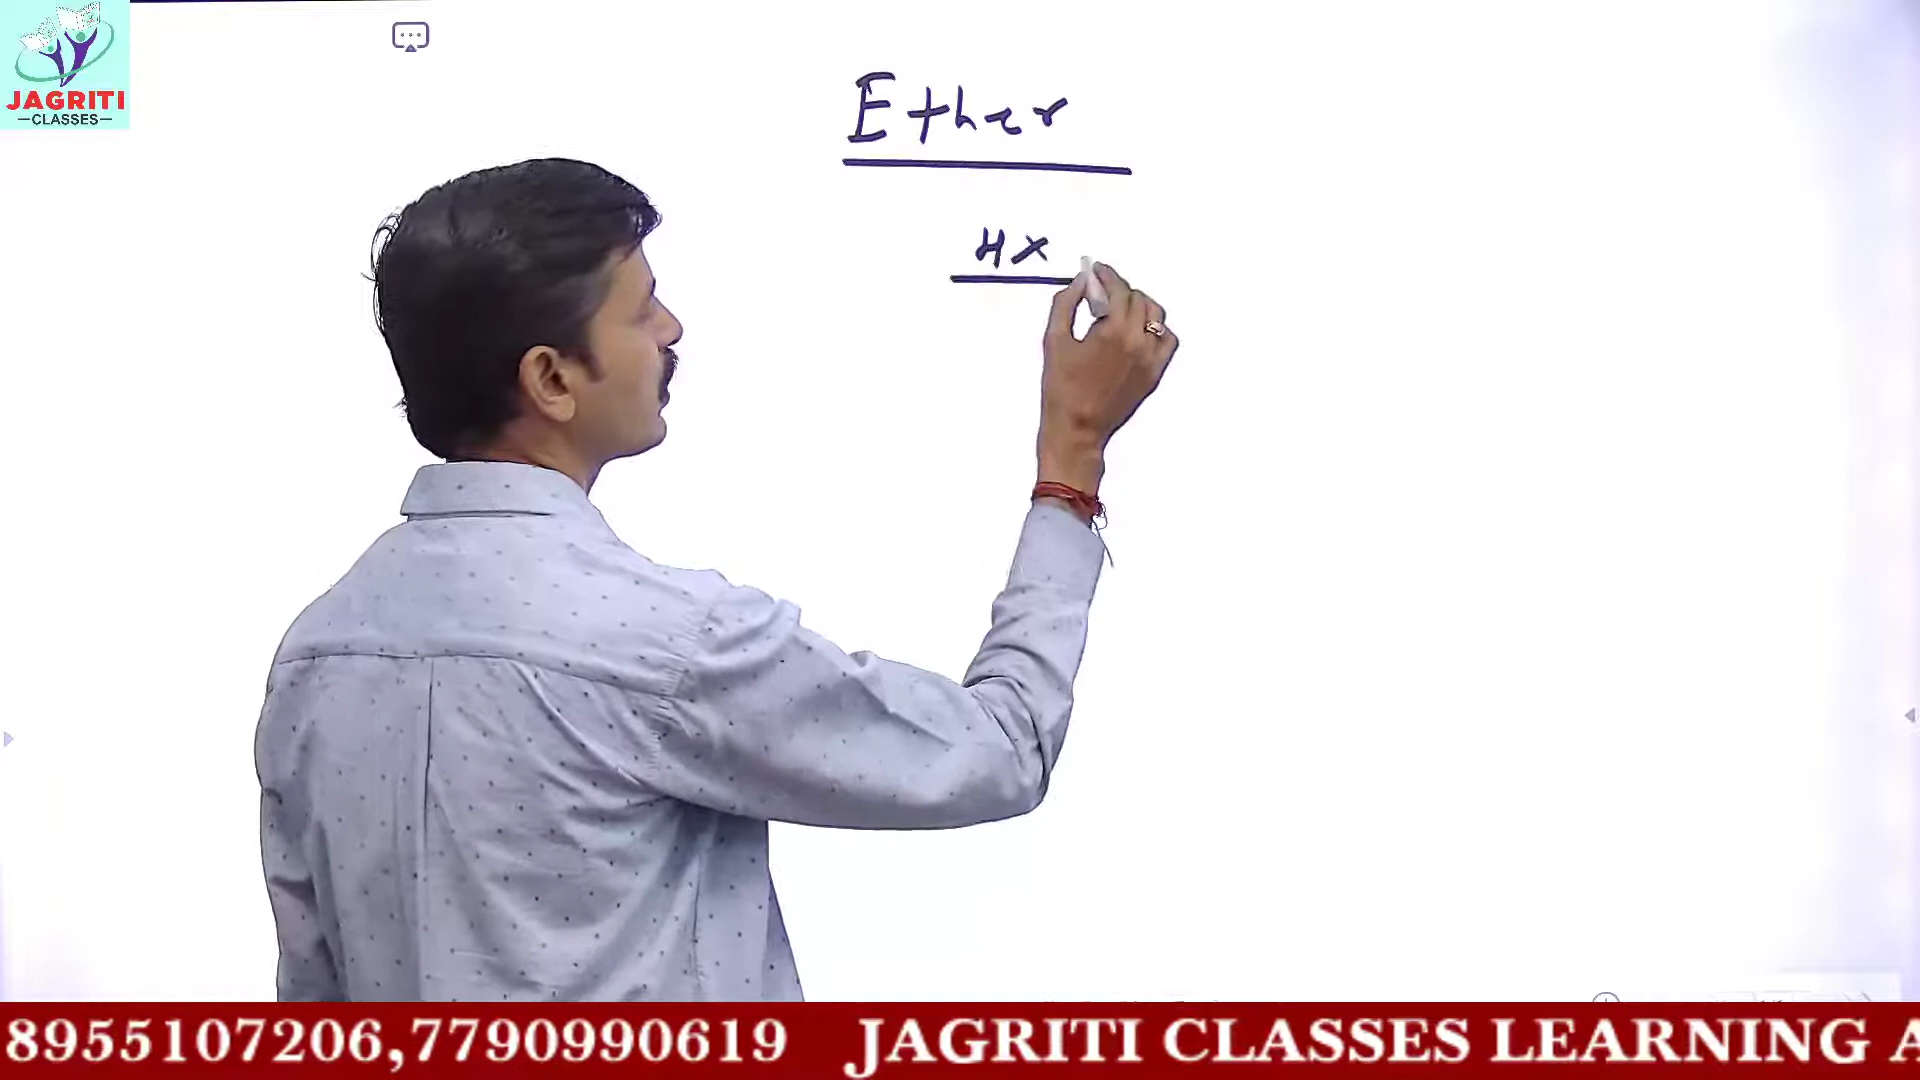 JAGRITI
CLASSES
Ether
HX
8955107206,7790990619 JAGRITI CLASSES LEARNING A